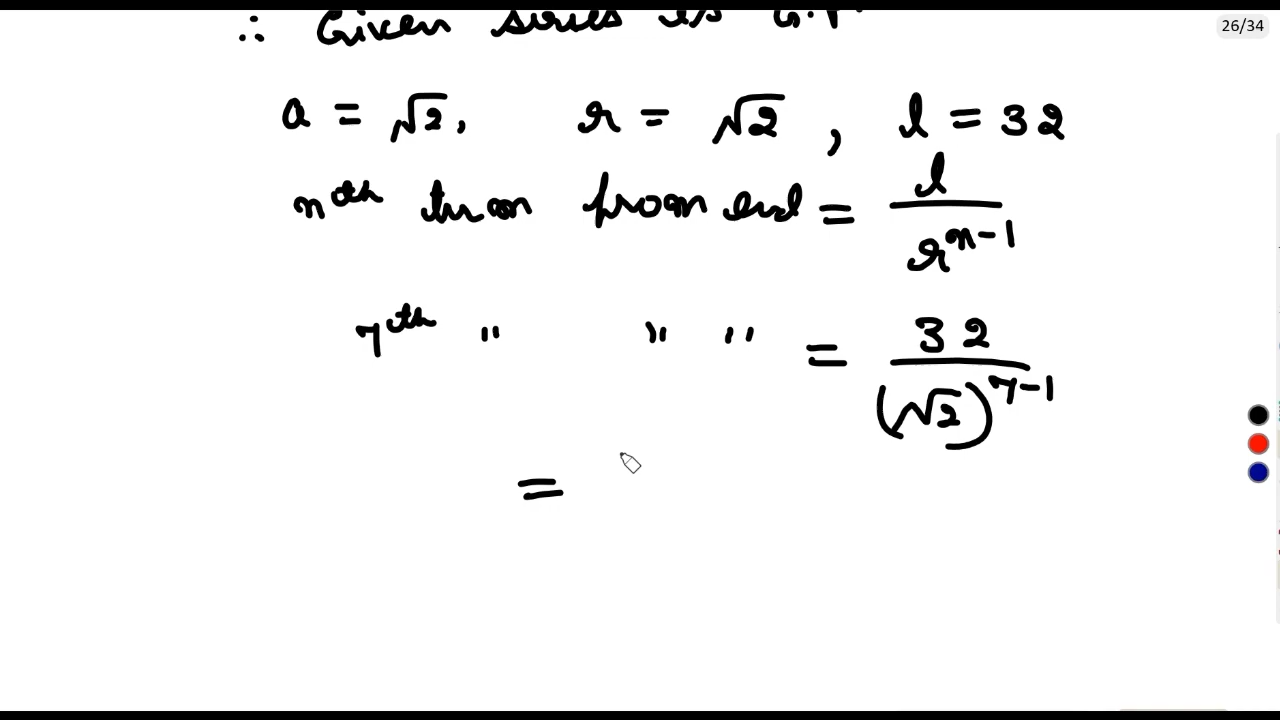 26/34
∴ Given series is G.P.
a = √2, r = √2 , l = 32
nth term from end = l / r^(n-1)
7th " " " = 32 / (√2)^(7-1)
=